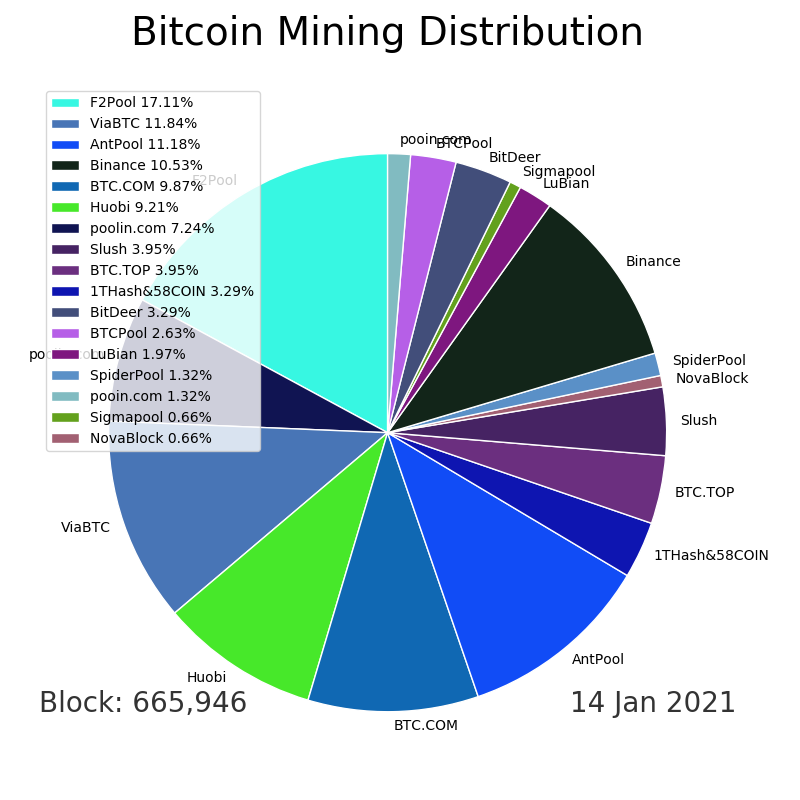 Bitcoin Mining Distribution
F2Pool 17.11%
ViaBTC 11.84%
AntPool 11.18%
Binance 10.53%
BTC.COM 9.87%
Huobi 9.21%
poolin.com 7.24%
Slush 3.95%
BTC.TOP 3.95%
1THash&58COIN 3.29%
BitDeer 3.29%
BTCPool 2.63%
LuBian 1.97%
SpiderPool 1.32%
pooin.com 1.32%
Sigmapool 0.66%
NovaBlock 0.66%
pooin.com
BTCPool
BitDeer
Sigmapool
LuBian
F2Pool
Binance
poolin.com
SpiderPool
NovaBlock
Slush
BTC.TOP
ViaBTC
1THash&58COIN
AntPool
Huobi
BTC.COM
Block: 665,946
14 Jan 2021